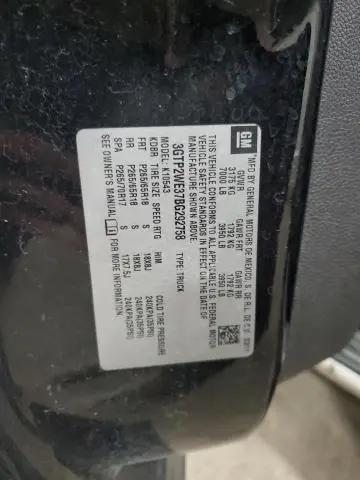 GM
*MFD BY GENERAL MOTORS DE MEXICO, S. DE R.L. DE C.V.
GVWR GAWR FRT GAWR RR
3175 KG 1792 KG 1792 KG
7000 LB 3950 LB 3950 LB
THIS VEHICLE CONFORMS TO ALL APPLICABLE U.S. FEDERAL MOTOR
VEHICLE SAFETY STANDARDS IN EFFECT ON THE DATE OF
MANUFACTURE SHOWN ABOVE.
3GTP2WE37BG292758 TYPE: TRUCK
MODEL: K10543
KDBR TIRE SIZE SPEED RTG RIM COLD TIRE PRESSURE
FRT P265/65R18 S 18X8J 240KPA(35PSI)
RR P265/65R18 S 18X8J 240KPA(35PSI)
SPA P265/70R17 S 17X7.5J 240KPA(35PSI)
SEE OWNER'S MANUAL FOR MORE INFORMATION.